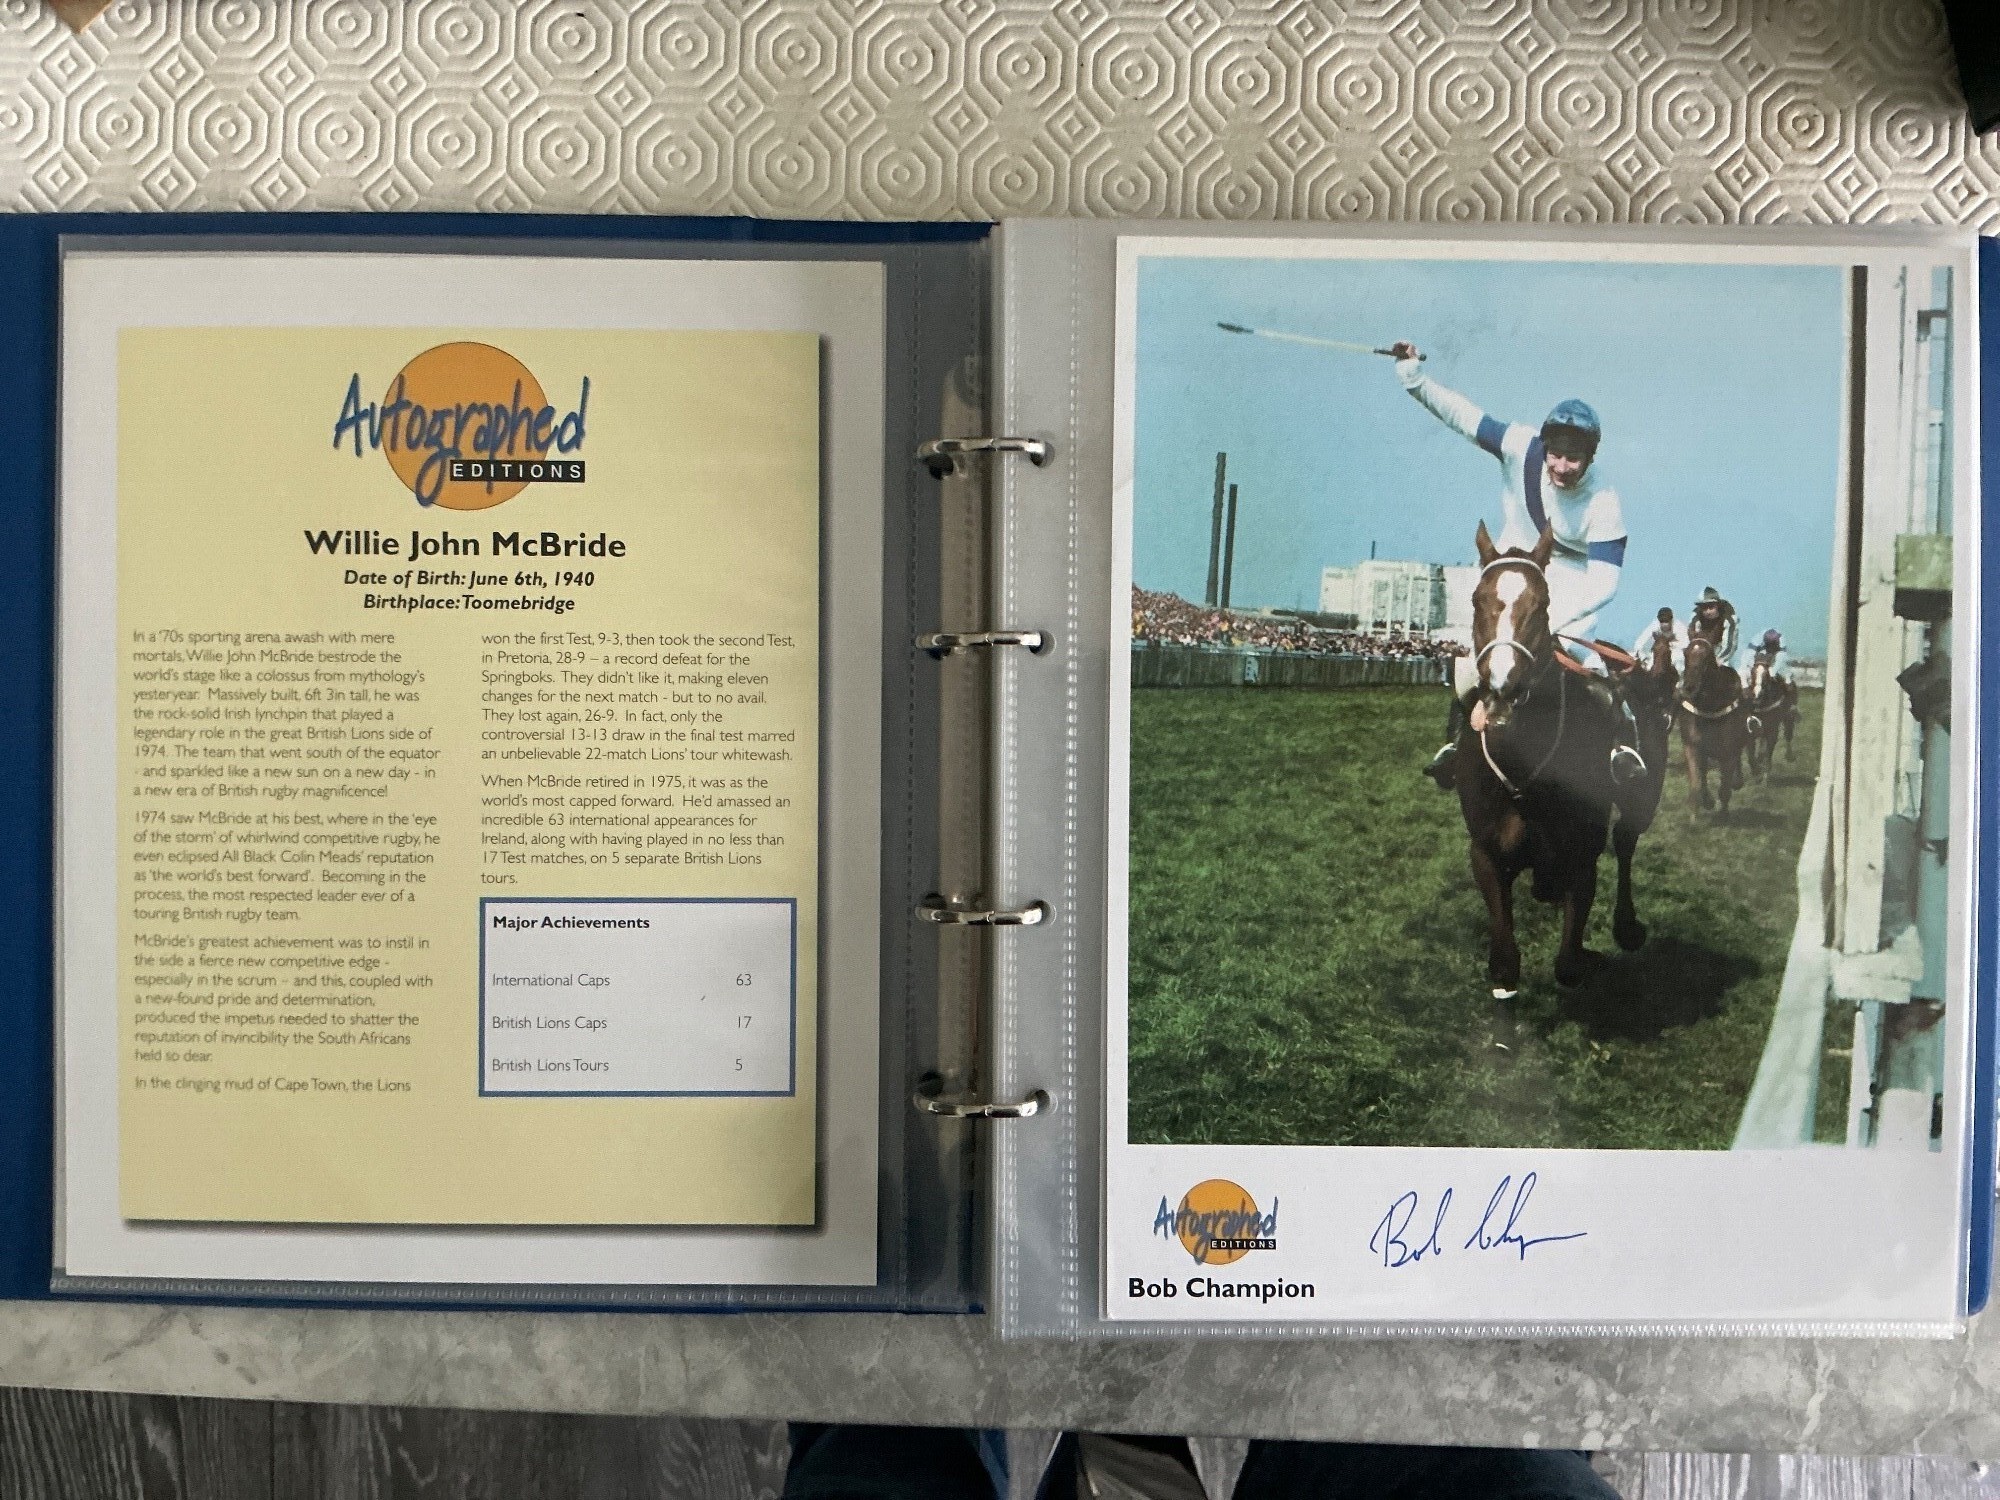 Autographed
EDITIONS
Willie John McBride
Date of Birth: June 6th, 1940
Birthplace: Toomebridge
In a '70s sporting arena awash with mere
mortals, Willie John McBride bestrode the
world's stage like a colossus from mythology's
yesteryear. Massively built, 6ft 3in tall, he was
the rock-solid Irish lynchpin that played a
legendary role in the great British Lions side of
1974. The team that went south of the equator
- and sparkled like a new sun on a new day - in
a new era of British rugby magnificence!
1974 saw McBride at his best, where in the 'eye
of the storm' of whirlwind competitive rugby, he
even eclipsed All Black Colin Meads' reputation
as 'the world's best forward'. Becoming in the
process, the most respected leader ever of a
touring British rugby team.
McBride's greatest achievement was to instil in
the side a fierce new competitive edge -
especially in the scrum – and this, coupled with
a new-found pride and determination,
produced the impetus needed to shatter the
reputation of invincibility the South Africans
held so dear.
In the clinging mud of Cape Town, the Lions
won the first Test, 9-3, then took the second Test,
in Pretoria, 28-9 – a record defeat for the
Springboks. They didn't like it, making eleven
changes for the next match - but to no avail.
They lost again, 26-9. In fact, only the
controversial 13-13 draw in the final test marred
an unbelievable 22-match Lions' tour whitewash.
When McBride retired in 1975, it was as the
world's most capped forward. He'd amassed an
incredible 63 international appearances for
Ireland, along with having played in no less than
17 Test matches, on 5 separate British Lions
tours.
Major Achievements
International Caps 63
British Lions Caps 17
British Lions Tours 5
Autographed
EDITIONS
Bob Champion
Bob Champion